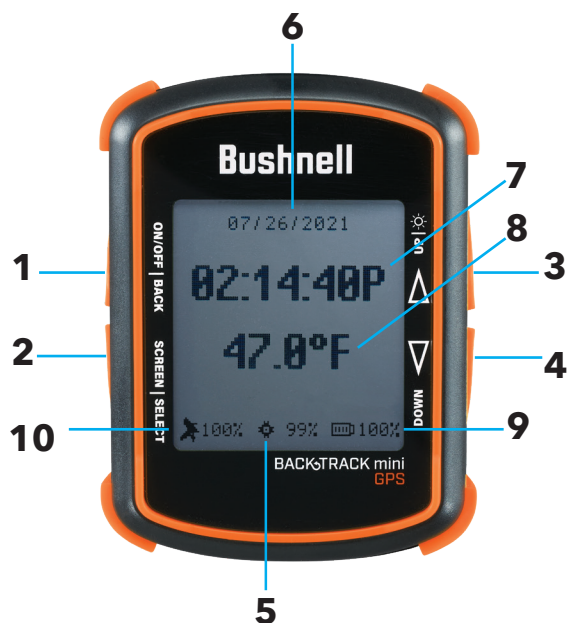 6
Bushnell
7
8
07/26/2021
ON/OFF | BACK
UP
1
02:14:40P
3
47.0°F
2
SCREEN | SELECT
DOWN
4
10
100% 99% 100%
9
BACKTRACK mini
GPS
5